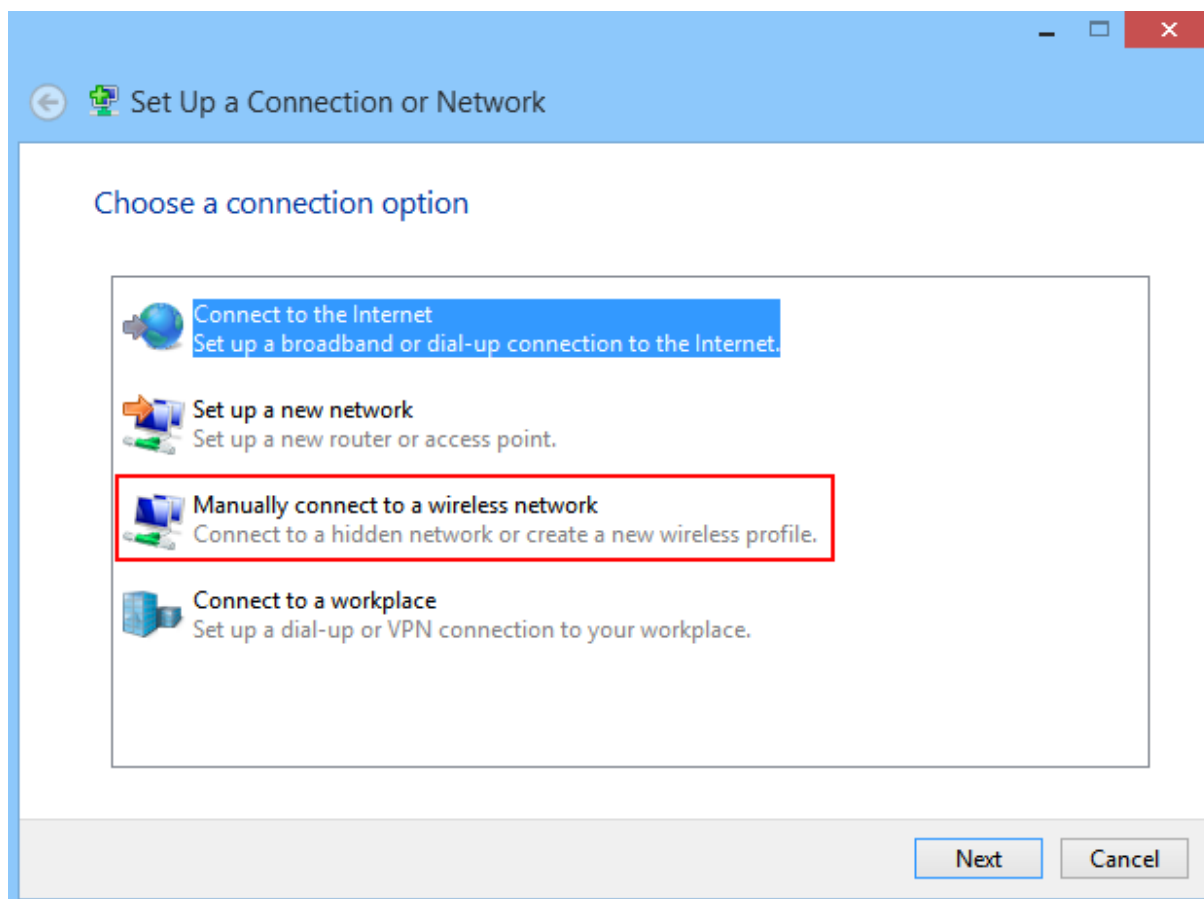 Set Up a Connection or Network
Choose a connection option
Connect to the Internet
Set up a broadband or dial-up connection to the Internet.
Set up a new network
Set up a new router or access point.
Manually connect to a wireless network
Connect to a hidden network or create a new wireless profile.
Connect to a workplace
Set up a dial-up or VPN connection to your workplace.
Next Cancel